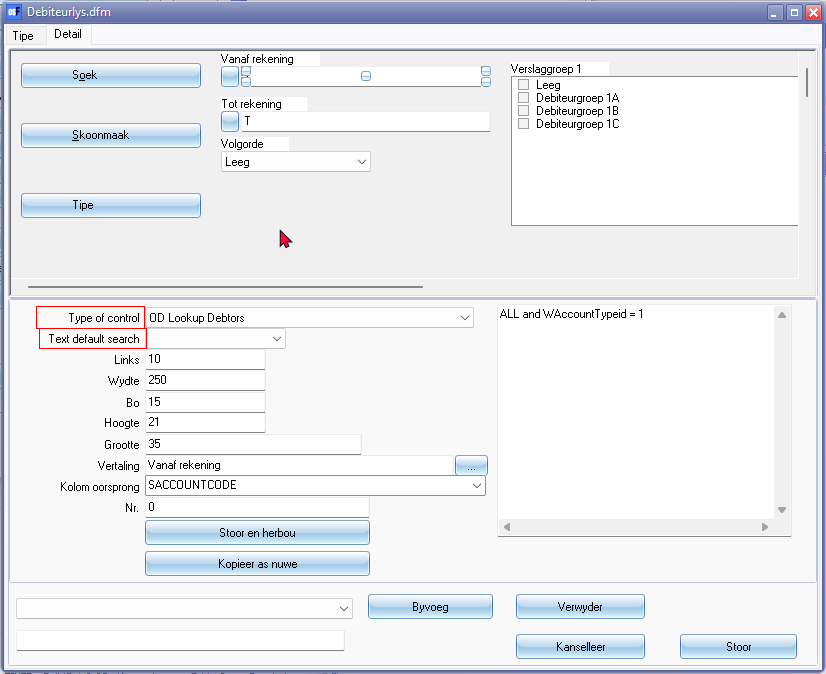 Debiteurlys.dfm
Tipe
Detail
Soek
Skoonmaak
Tipe
Vanaf rekening
Tot rekening
T
Volgorde
Leeg
Verslaggroep 1
Leeg
Debiteurgroep 1A
Debiteurgroep 1B
Debiteurgroep 1C
Type of control OD Lookup Debtors
Text default search
Links 10
Wydte 250
Bo 15
Hoogte 21
Grootte 35
Vertaling Vanaf rekening ...
Kolom oorsprong SACCOUNTCODE
Nr. 0
Stoor en herbou
Kopieer as nuwe
ALL and WAccountTypeid = 1
Byvoeg
Verwyder
Kanselleer
Stoor